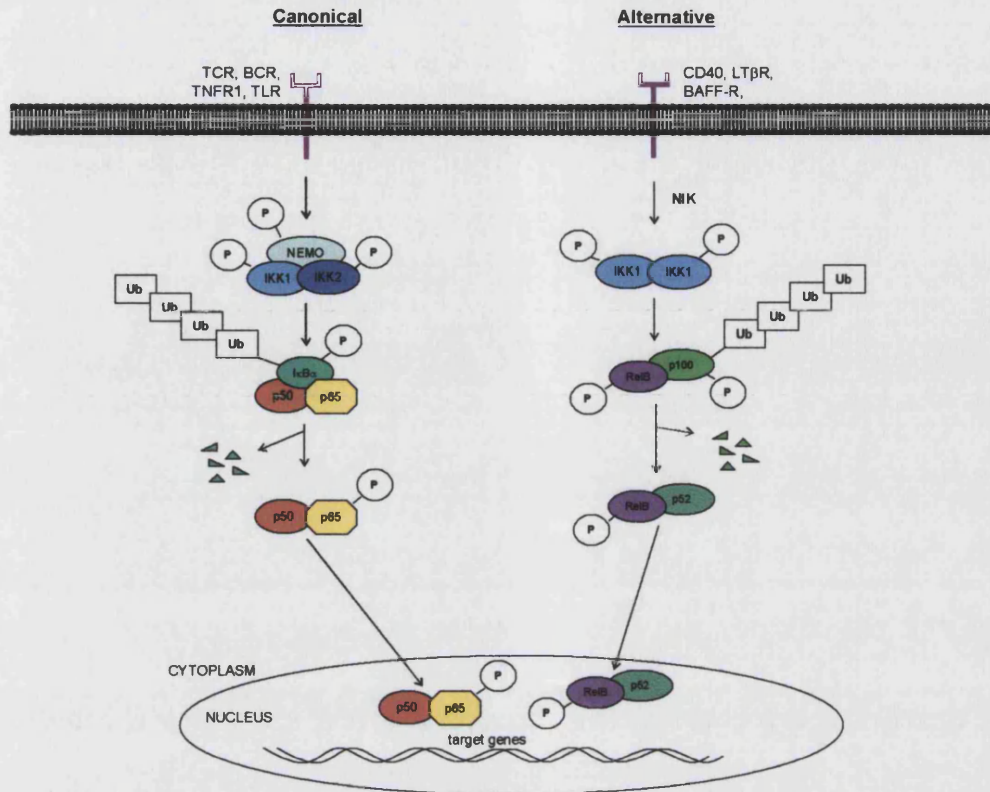 Canonical
Alternative
TCR, BCR,
TNFR1, TLR
CD40, LTβR,
BAFF-R,
NIK
P
NEMO
P
P
IKK1
IKK2
P
P
IKK1
IKK1
Ub
Ub
Ub
Ub
P
IκBα
p50
p65
Ub
Ub
Ub
Ub
p100
RelB
P
P
P
p50
p65
RelB
p52
P
CYTOPLASM
NUCLEUS
P
p50
p65
RelB
p52
P
target genes